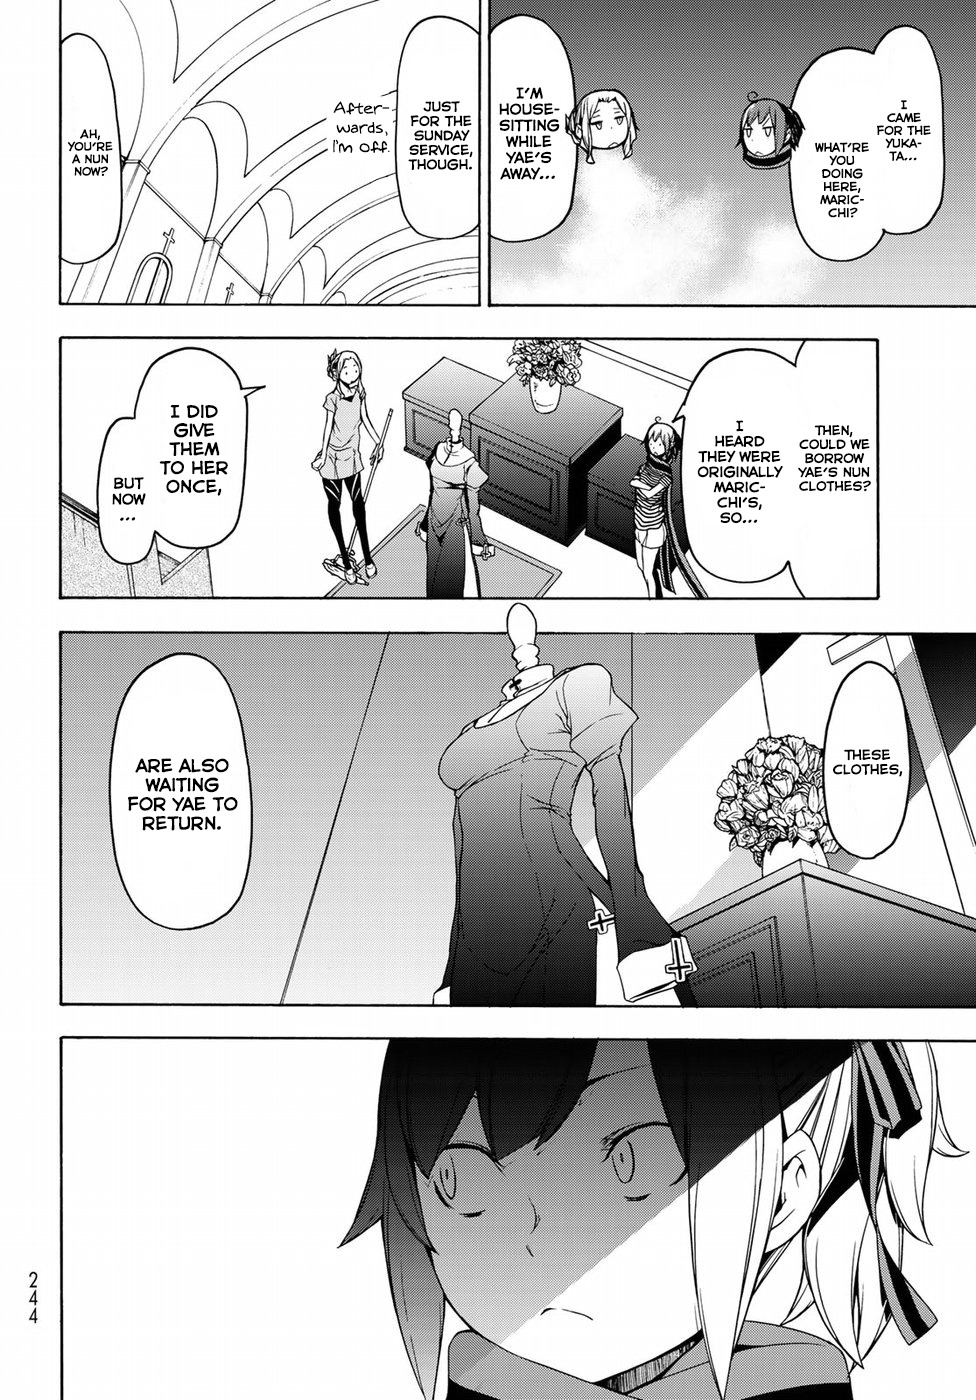 I
CAME
FOR THE
YUKA-
TA...
WHAT'RE
YOU
DOING
HERE,
MARIC-
CHI?
I'M
HOUSE-
SITTING
WHILE
YAE'S
AWAY...
JUST
FOR THE
SUNDAY
SERVICE,
THOUGH.
After-
wards,
I'm off.
AH,
YOU'RE
A NUN
NOW?
THEN,
COULD WE
BORROW
YAE'S NUN
CLOTHES?
I
HEARD
THEY WERE
ORIGINALLY
MARIC-
CHI'S,
SO...
I DID
GIVE
THEM
TO HER
ONCE,
BUT
NOW
...
THESE
CLOTHES,
ARE ALSO
WAITING
FOR YAE TO
RETURN.
244